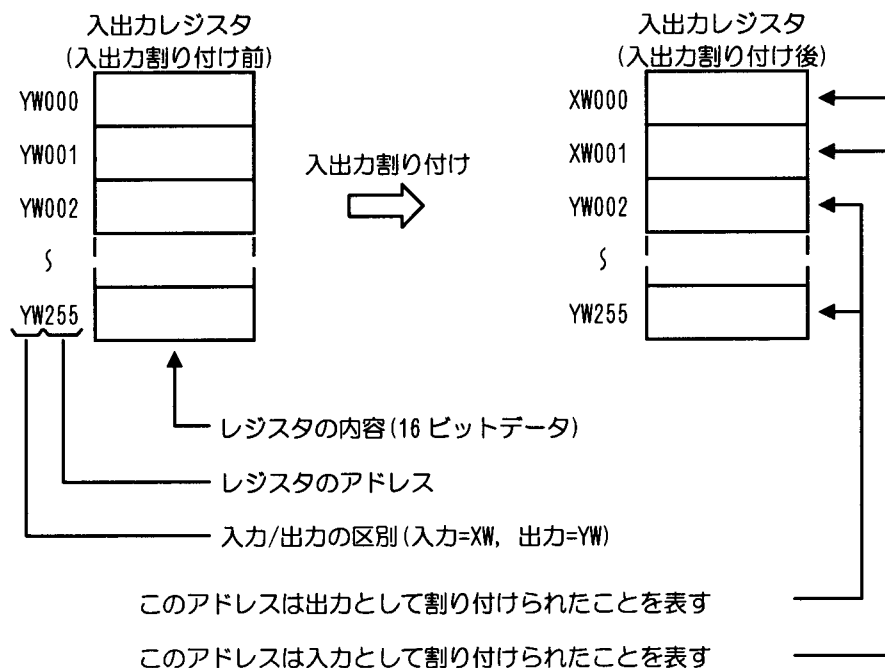 入出力レジスタ
(入出力割り付け前)
YW000
YW001
YW002
∫
YW255
入出力割り付け
入出力レジスタ
(入出力割り付け後)
XW000
XW001
YW002
∫
YW255
レジスタの内容(16 ビットデータ)
レジスタのアドレス
入力/出力の区別(入力=XW, 出力=YW)
このアドレスは出力として割り付けられたことを表す
このアドレスは入力として割り付けられたことを表す